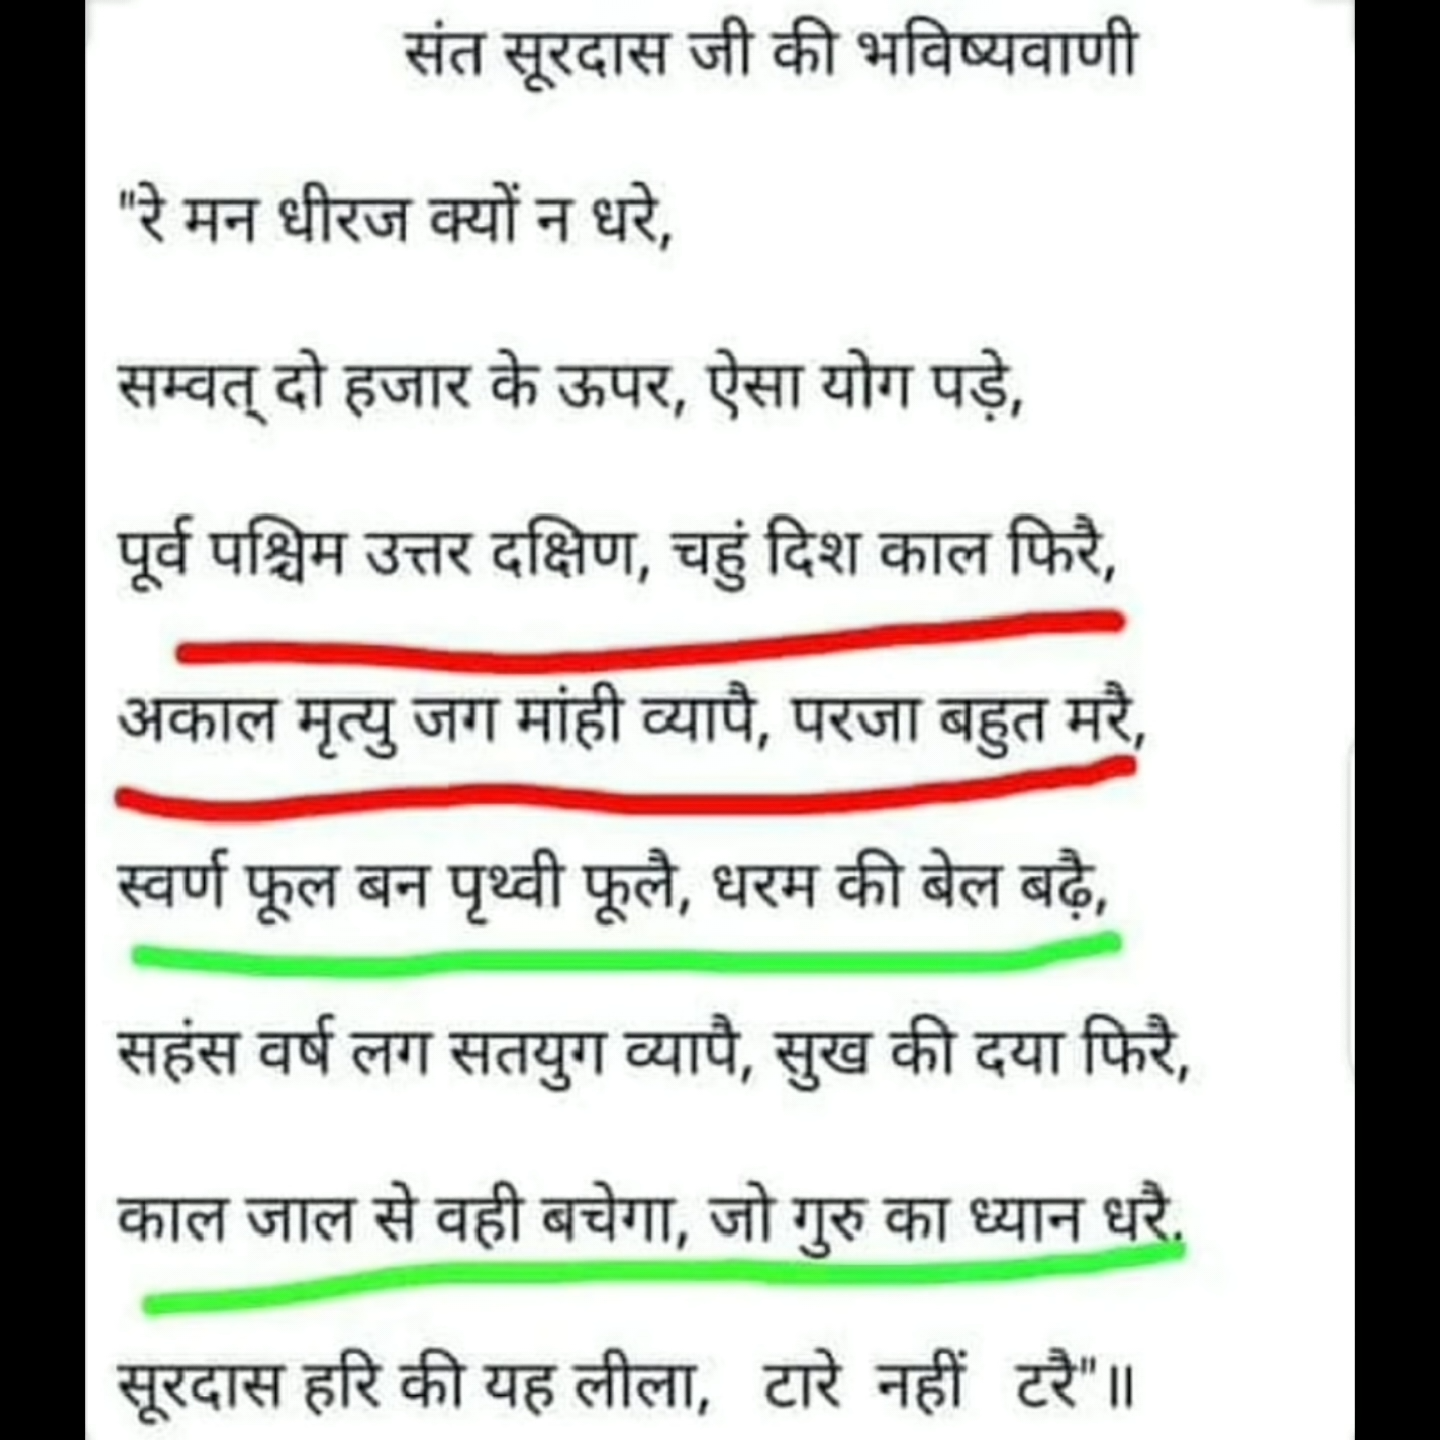 संत सूरदास जी की भविष्यवाणी
"रे मन धीरज क्यों न धरे,
सम्वत् दो हजार के ऊपर, ऐसा योग पड़े,
पूर्व पश्चिम उत्तर दक्षिण, चहुं दिश काल फिरै,
अकाल मृत्यु जग मांही व्यापै, परजा बहुत मरै,
स्वर्ण फूल बन पृथ्वी फूलै, धरम की बेल बढ़ै,
सहंस वर्ष लग सतयुग व्यापै, सुख की दया फिरै,
काल जाल से वही बचेगा, जो गुरु का ध्यान धरै.
सूरदास हरि की यह लीला, टारे नहीं टरै"॥